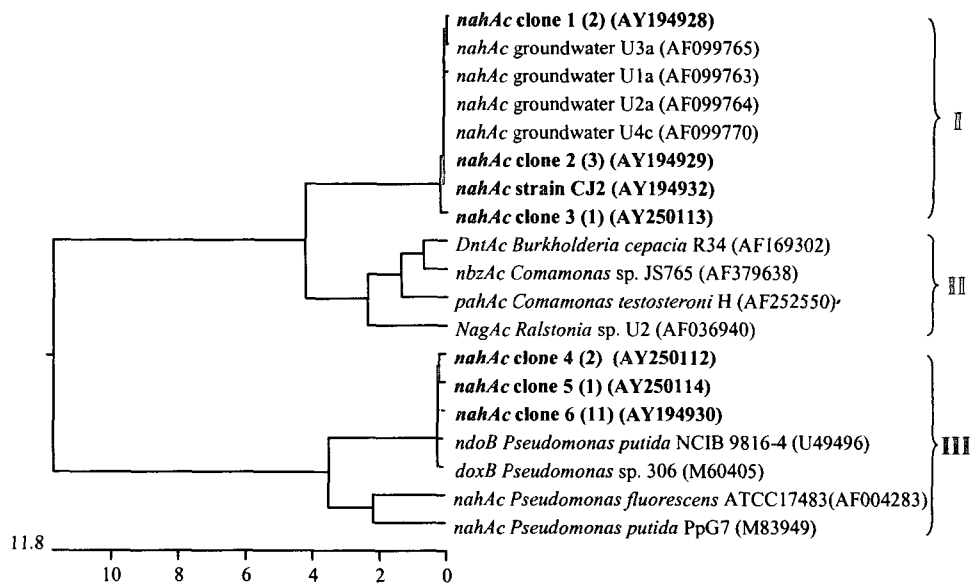 nahAc clone 1 (2) (AY194928)
nahAc groundwater U3a (AF099765)
nahAc groundwater U1a (AF099763)
nahAc groundwater U2a (AF099764)
nahAc groundwater U4c (AF099770)
nahAc clone 2 (3) (AY194929)
nahAc strain CJ2 (AY194932)
nahAc clone 3 (1) (AY250113)
I
DntAc Burkholderia cepacia R34 (AF169302)
nbzAc Comamonas sp. JS765 (AF379638)
pahAc Comamonas testosteroni H (AF252550)
NagAc Ralstonia sp. U2 (AF036940)
II
nahAc clone 4 (2) (AY250112)
nahAc clone 5 (1) (AY250114)
nahAc clone 6 (11) (AY194930)
ndoB Pseudomonas putida NCIB 9816-4 (U49496)
doxB Pseudomonas sp. 306 (M60405)
nahAc Pseudomonas fluorescens ATCC17483(AF004283)
nahAc Pseudomonas putida PpG7 (M83949)
III
11.8
10 8 6 4 2 0